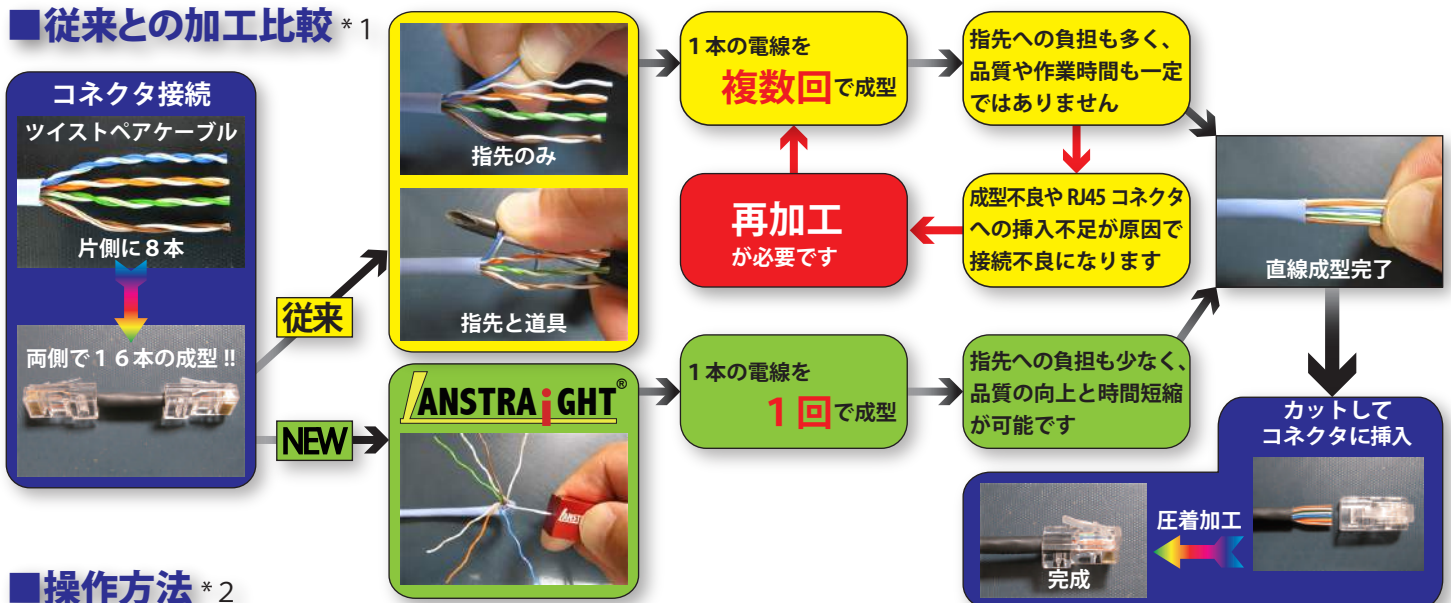 ■従来との加工比較 *1
コネクタ接続
ツイストペアケーブル
片側に8本
両側で16本の成型!!
従来
NEW
指先のみ
指先と道具
LANSTRAiGHT®
LANST
1本の電線を
複数回で成型
指先への負担も多く、
品質や作業時間も一定
ではありません
成型不良やRJ45コネクタ
への挿入不足が原因で
接続不良になります
再加工
が必要です
1本の電線を
1回で成型
指先への負担も少なく、
品質の向上と時間短縮
が可能です
直線成型完了
カットして
コネクタに挿入
圧着加工
完成
■操作方法 *2